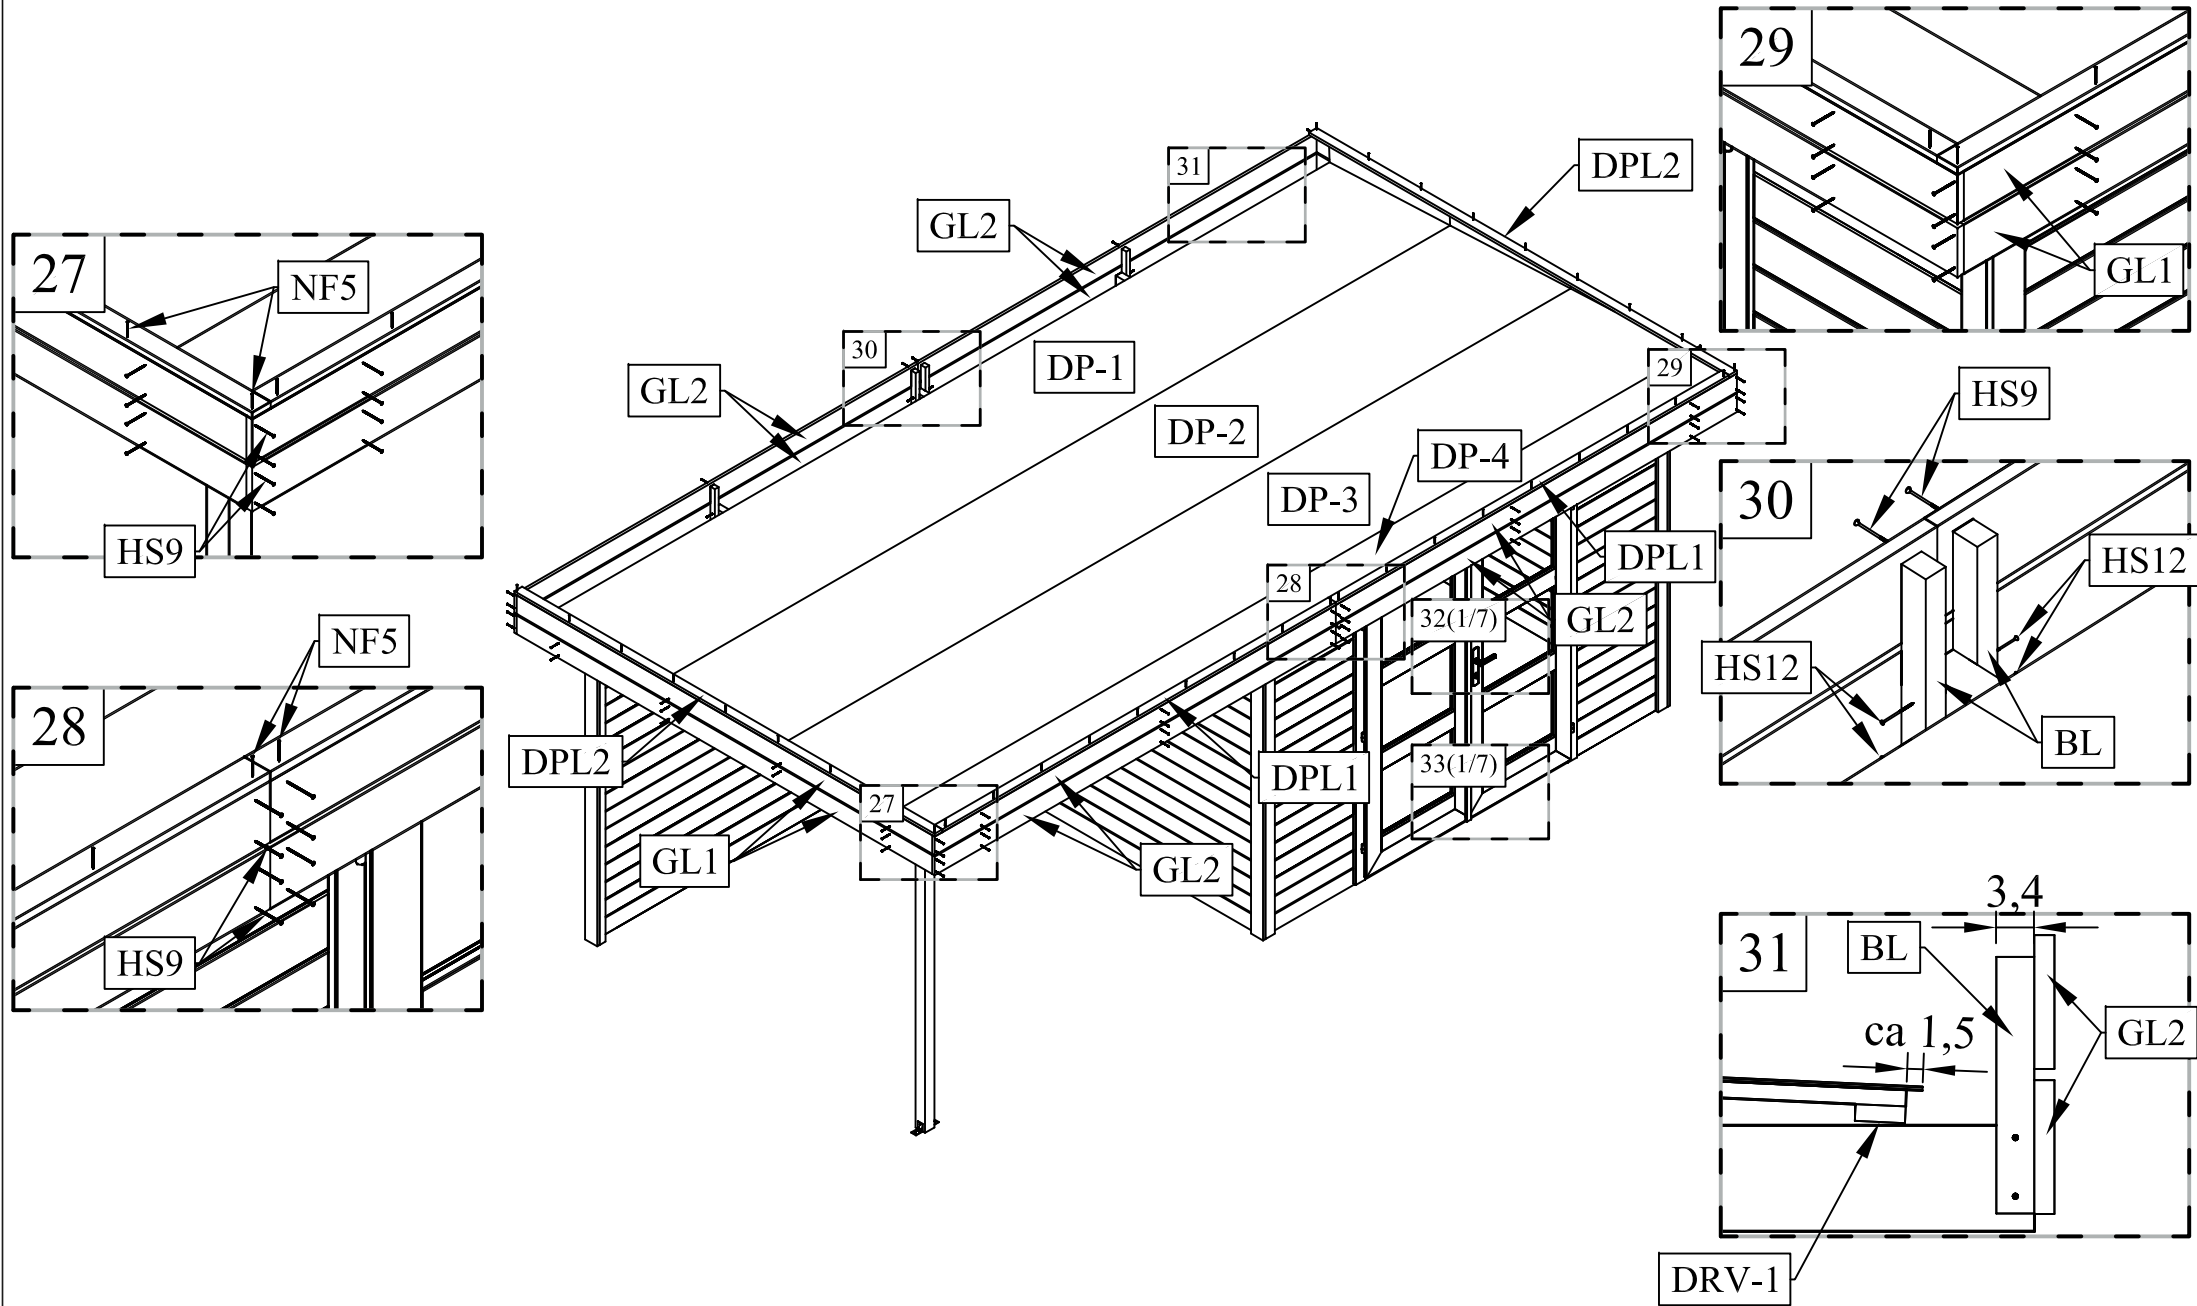 29
31
DPL2
GL2
27
NF5
GL1
30
DP-1
29
HS9
GL2
DP-2
DP-4
30
DP-3
HS9
28
DPL1
HS12
NF5
32(1/7)
GL2
HS12
28
DPL2
DPL1
33(1/7)
BL
27
GL1
GL2
3,4
31
BL
HS9
ca 1,5
GL2
DRV-1